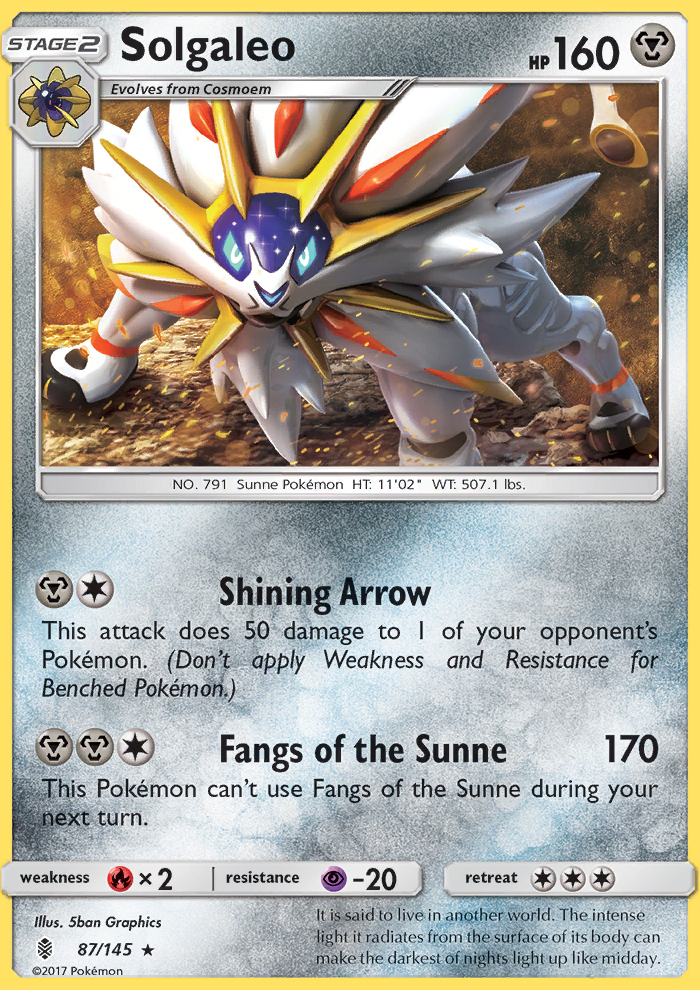 STAGE 2
Solgaleo
HP 160
Evolves from Cosmoem
NO. 791 Sunne Pokémon HT: 11'02" WT: 507.1 lbs.
Shining Arrow
This attack does 50 damage to 1 of your opponent's
Pokémon. (Don't apply Weakness and Resistance for
Benched Pokémon.)
Fangs of the Sunne 170
This Pokémon can't use Fangs of the Sunne during your
next turn.
weakness ×2 resistance –20 retreat
Illus. 5ban Graphics
87/145 ★
©2017 Pokémon
It is said to live in another world. The intense
light it radiates from the surface of its body can
make the darkest of nights light up like midday.